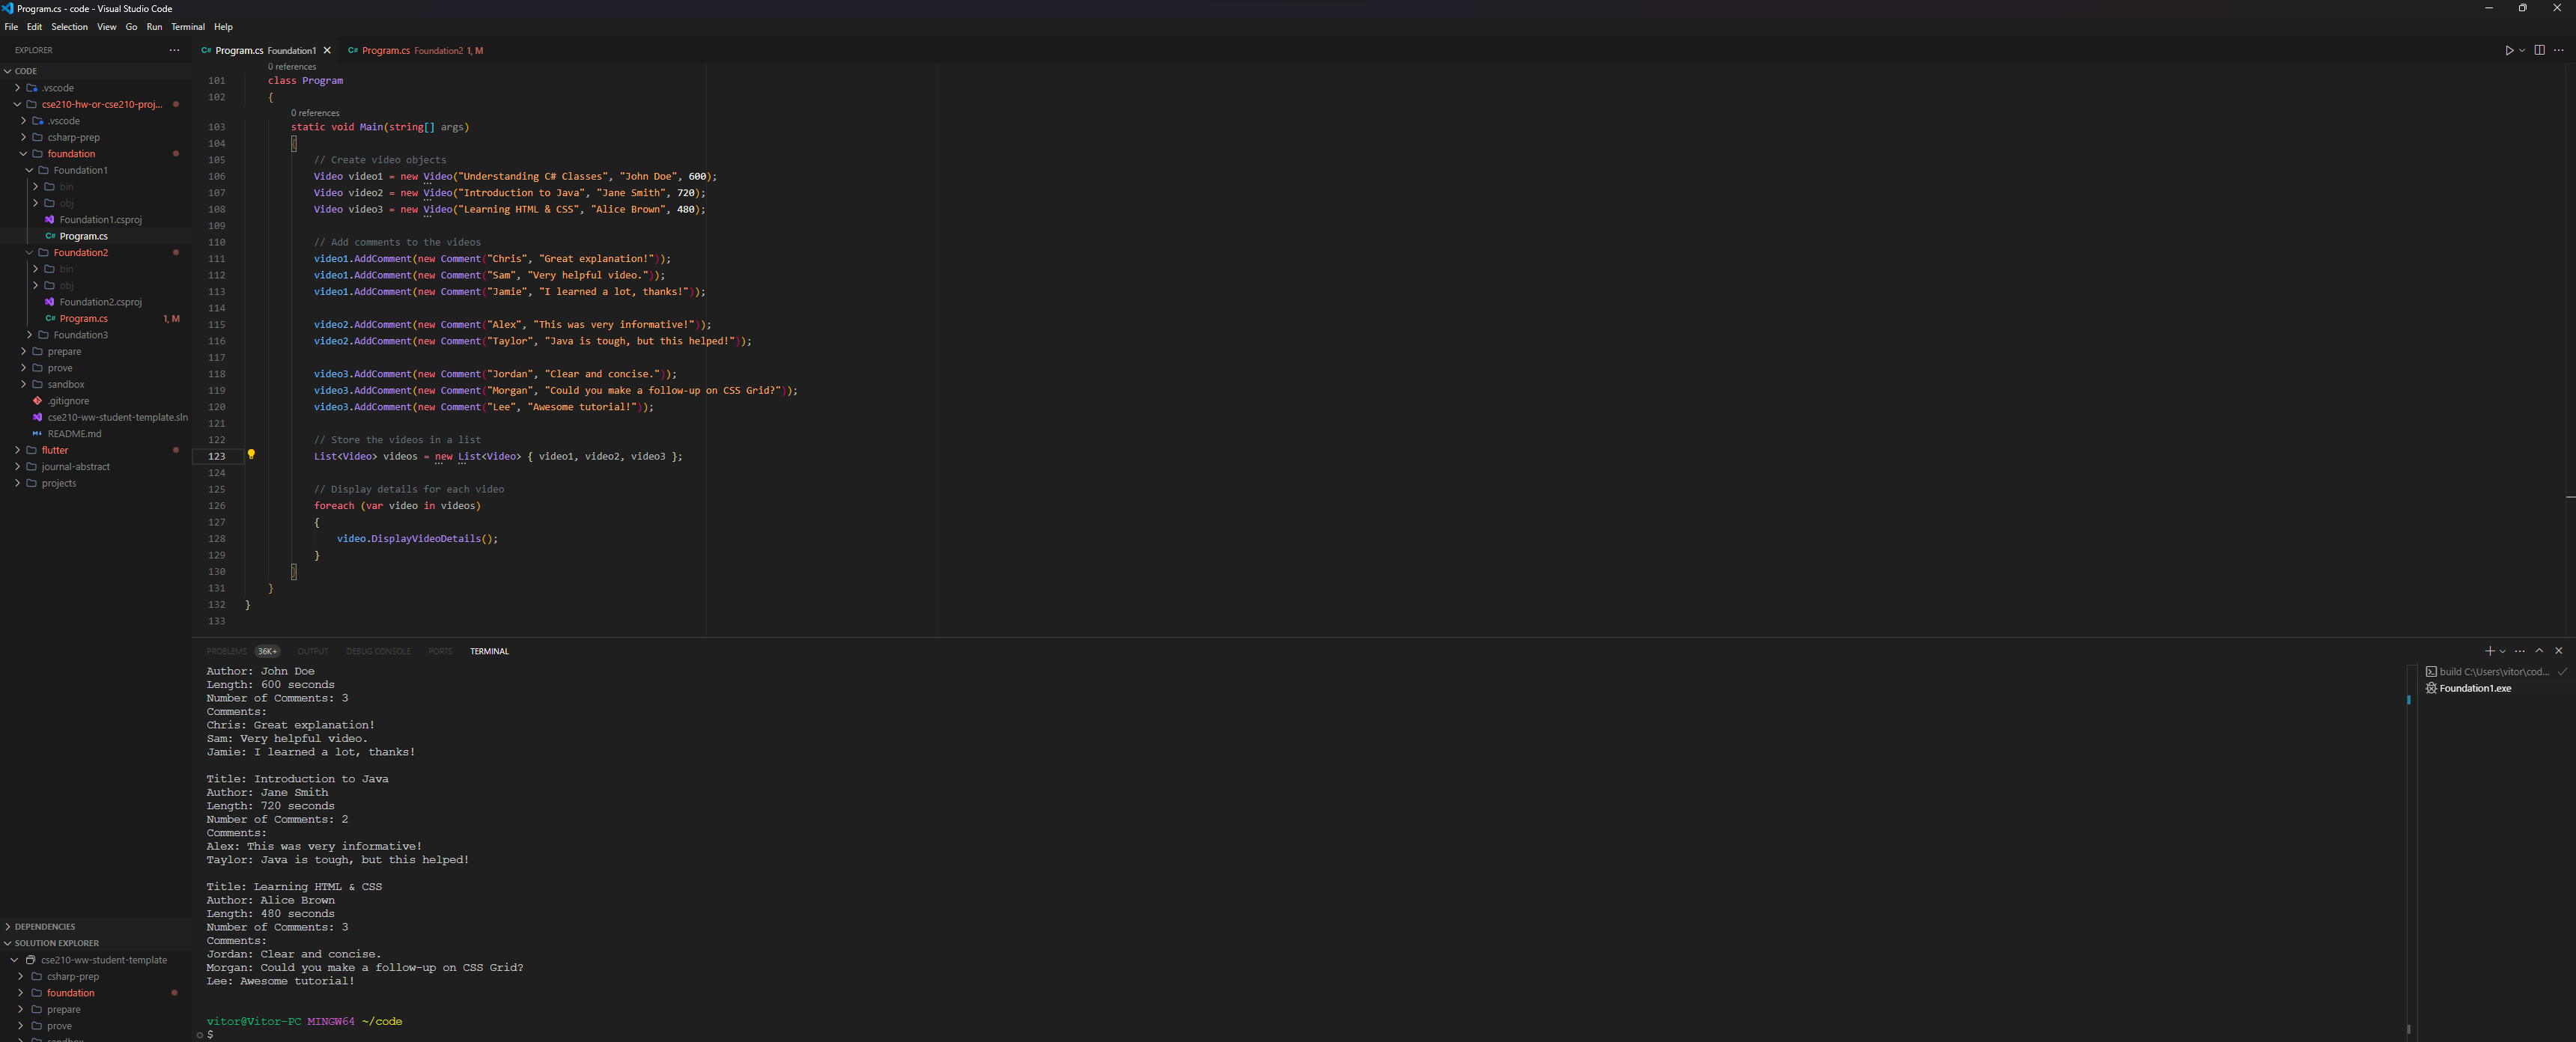 Program.cs - code - Visual Studio Code
File Edit Selection View Go Run Terminal Help
EXPLORER
CODE
.vscode
cse210-hw-or-cse210-proj...
.vscode
csharp-prep
foundation
Foundation1
bin
obj
Foundation1.csproj
C# Program.cs
Foundation2
bin
obj
Foundation2.csproj
C# Program.cs 1, M
Foundation3
prepare
prove
sandbox
.gitignore
cse210-ww-student-template.sln
README.md
flutter
journal-abstract
projects
DEPENDENCIES
SOLUTION EXPLORER
cse210-ww-student-template
csharp-prep
foundation
prepare
prove
sandbox
C# Program.cs Foundation1
C# Program.cs Foundation2 1, M
0 references
101 class Program
102 {
0 references
103 static void Main(string[] args)
104 {
105 // Create video objects
106 Video video1 = new Video("Understanding C# Classes", "John Doe", 600);
107 Video video2 = new Video("Introduction to Java", "Jane Smith", 720);
108 Video video3 = new Video("Learning HTML & CSS", "Alice Brown", 480);
109
110 // Add comments to the videos
111 video1.AddComment(new Comment("Chris", "Great explanation!"));
112 video1.AddComment(new Comment("Sam", "Very helpful video."));
113 video1.AddComment(new Comment("Jamie", "I learned a lot, thanks!"));
114
115 video2.AddComment(new Comment("Alex", "This was very informative!"));
116 video2.AddComment(new Comment("Taylor", "Java is tough, but this helped!"));
117
118 video3.AddComment(new Comment("Jordan", "Clear and concise."));
119 video3.AddComment(new Comment("Morgan", "Could you make a follow-up on CSS Grid?"));
120 video3.AddComment(new Comment("Lee", "Awesome tutorial!"));
121
122 // Store the videos in a list
123 List<Video> videos = new List<Video> { video1, video2, video3 };
124
125 // Display details for each video
126 foreach (var video in videos)
127 {
128 video.DisplayVideoDetails();
129 }
130 }
131 }
132 }
133
PROBLEMS 36K+ OUTPUT DEBUG CONSOLE PORTS TERMINAL
Author: John Doe
Length: 600 seconds
Number of Comments: 3
Comments:
Chris: Great explanation!
Sam: Very helpful video.
Jamie: I learned a lot, thanks!
Title: Introduction to Java
Author: Jane Smith
Length: 720 seconds
Number of Comments: 2
Comments:
Alex: This was very informative!
Taylor: Java is tough, but this helped!
Title: Learning HTML & CSS
Author: Alice Brown
Length: 480 seconds
Number of Comments: 3
Comments:
Jordan: Clear and concise.
Morgan: Could you make a follow-up on CSS Grid?
Lee: Awesome tutorial!
vitor@Vitor-PC MINGW64 ~/code
$
build C:\Users\vitor\cod...
Foundation1.exe